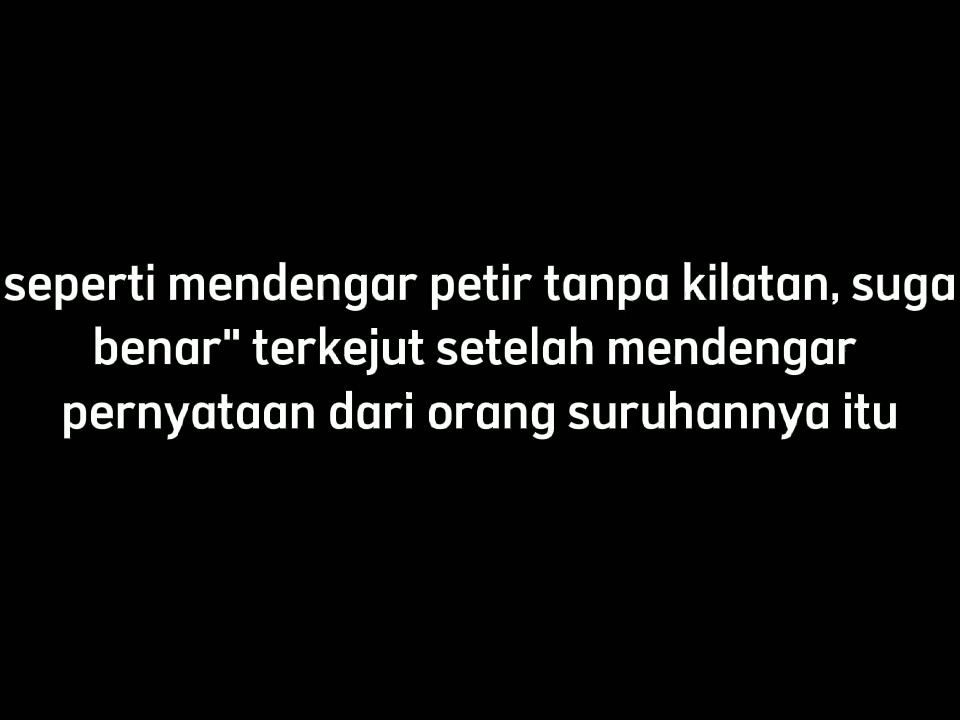 seperti mendengar petir tanpa kilatan, suga
benar" terkejut setelah mendengar
pernyataan dari orang suruhannya itu